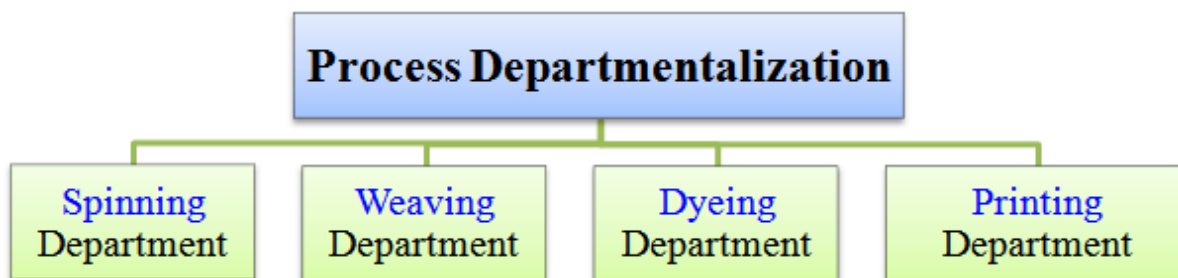 Process Departmentalization
Spinning
Department
Weaving
Department
Dyeing
Department
Printing
Department